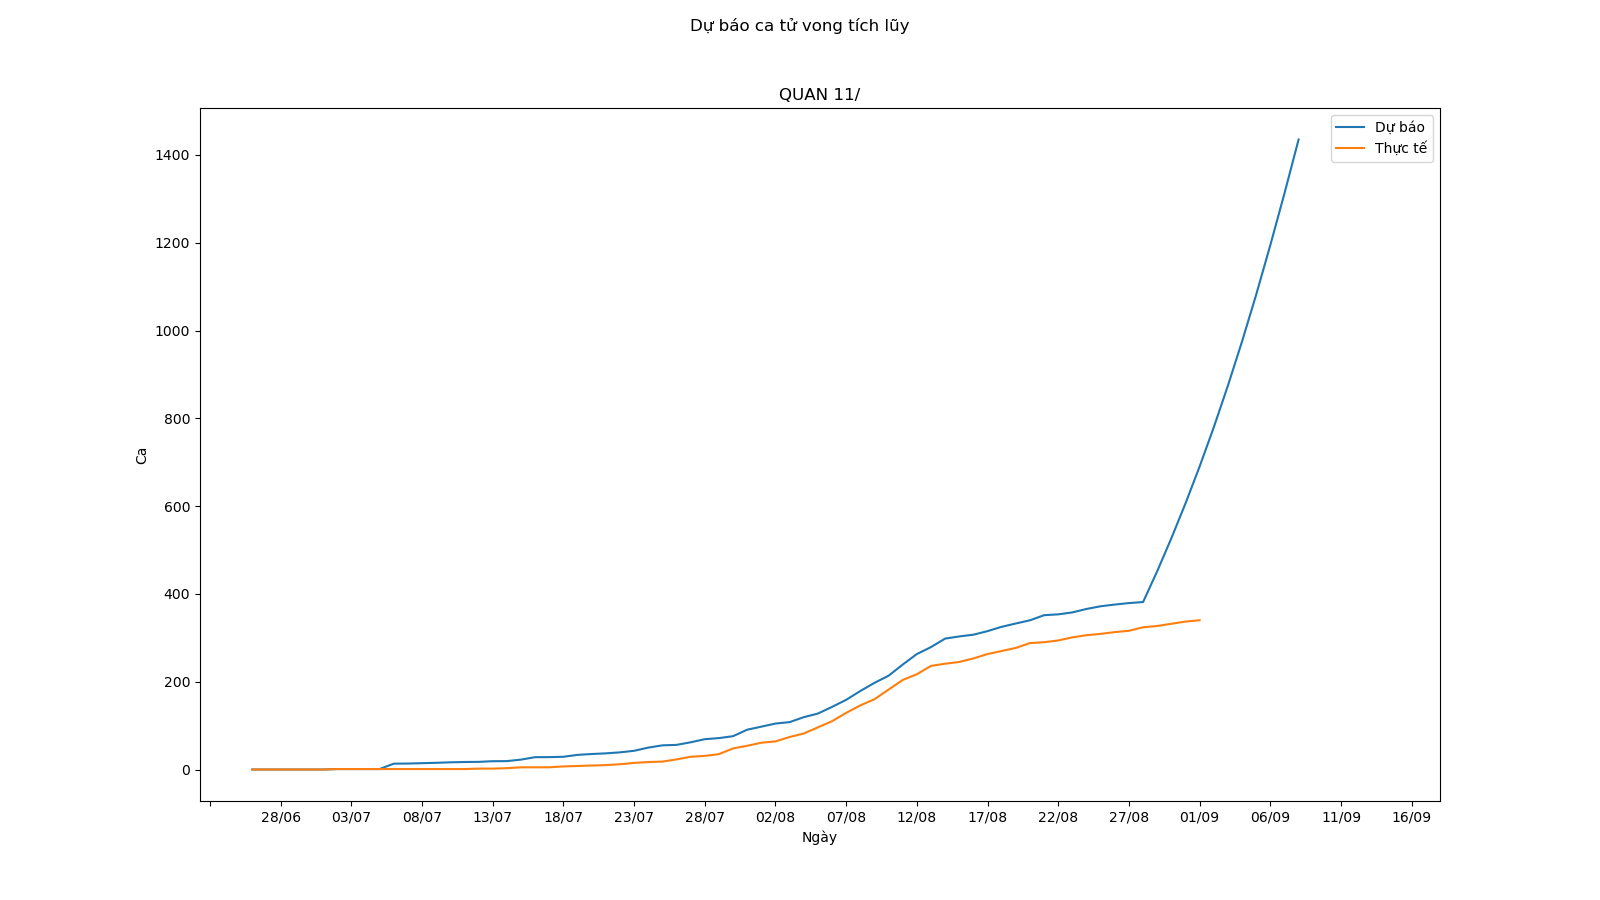 Dự báo ca tử vong tích lũy
QUAN 11/
Dự báo
Thực tế
1400
1200
1000
800
600
400
200
0
Ca
28/06 03/07 08/07 13/07 18/07 23/07 28/07 02/08 07/08 12/08 17/08 22/08 27/08 01/09 06/09 11/09 16/09
Ngày